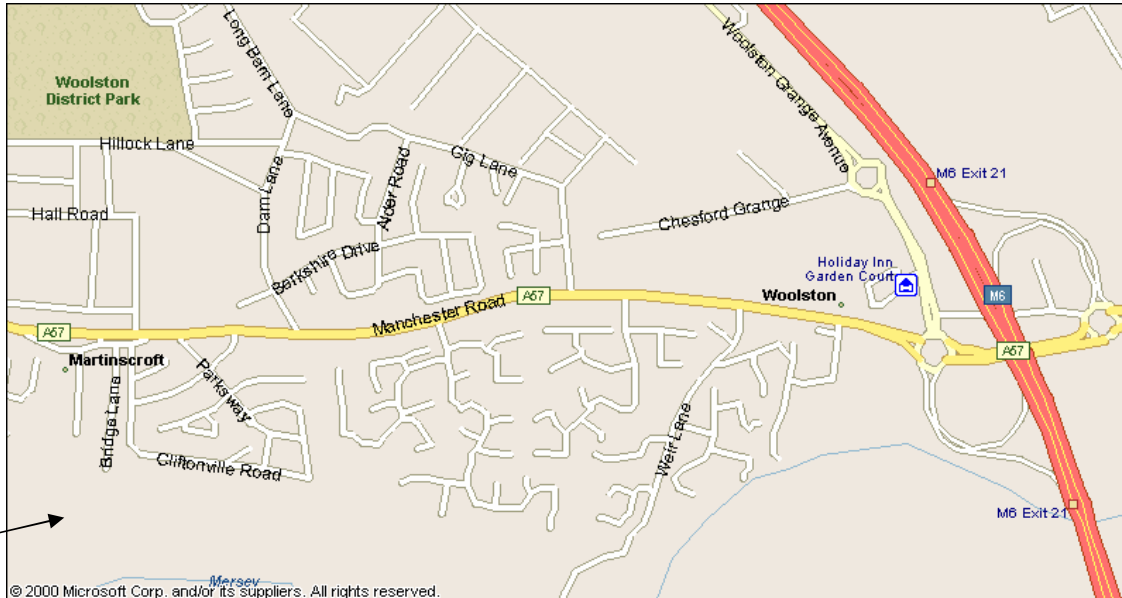 Long Barn Lane
Woolston Grange Avenue
Woolston
District Park
Hillock Lane
Gig Lane
M6 Exit 21
Dam Lane
Alder Road
Hall Road
Chesford Grange
Berkshire Drive
Holiday Inn
Garden Court
Woolston
M6
A57
Manchester Road
A57
A57
Martinscroft
Parksway
Bridge Lane
Weir Lane
Cliftonville Road
M6 Exit 21
Mersey
© 2000 Microsoft Corp. and/or its suppliers. All rights reserved.